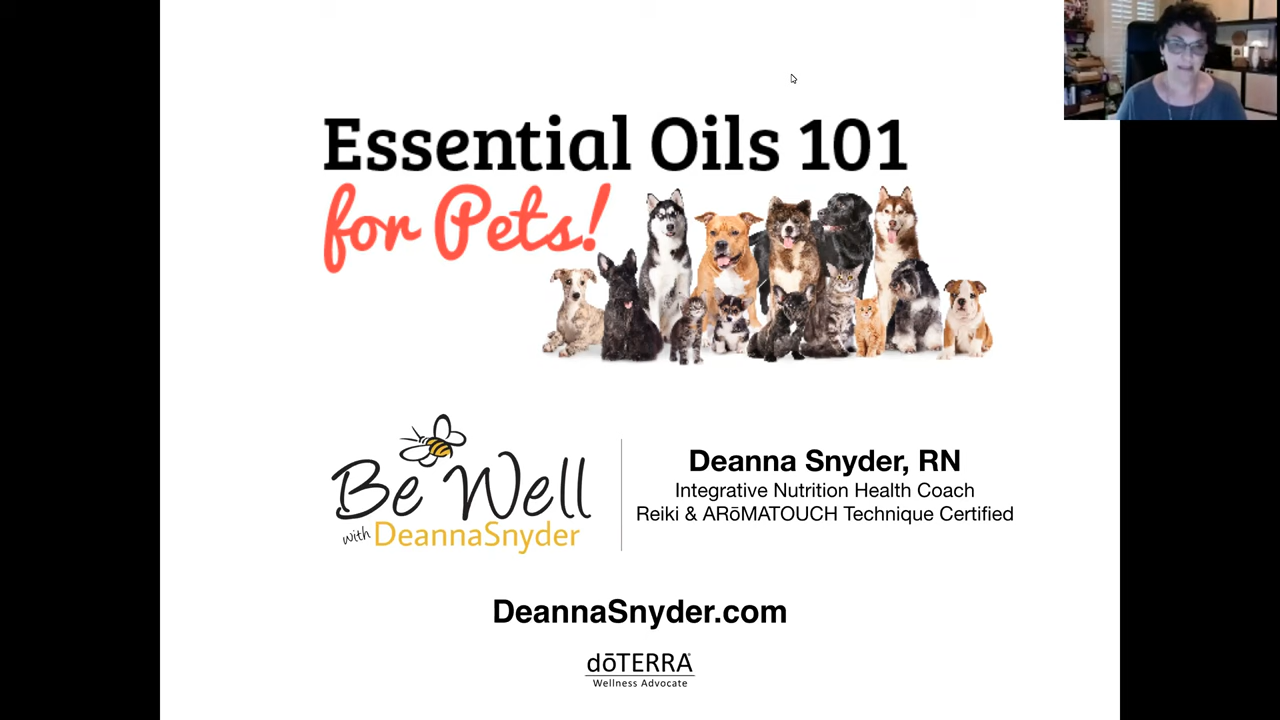 Essential Oils 101
for Pets!
Be Well
with DeannaSnyder
Deanna Snyder, RN
Integrative Nutrition Health Coach
Reiki & ARōMATOUCH Technique Certified
DeannaSnyder.com
dōTERRA®
Wellness Advocate